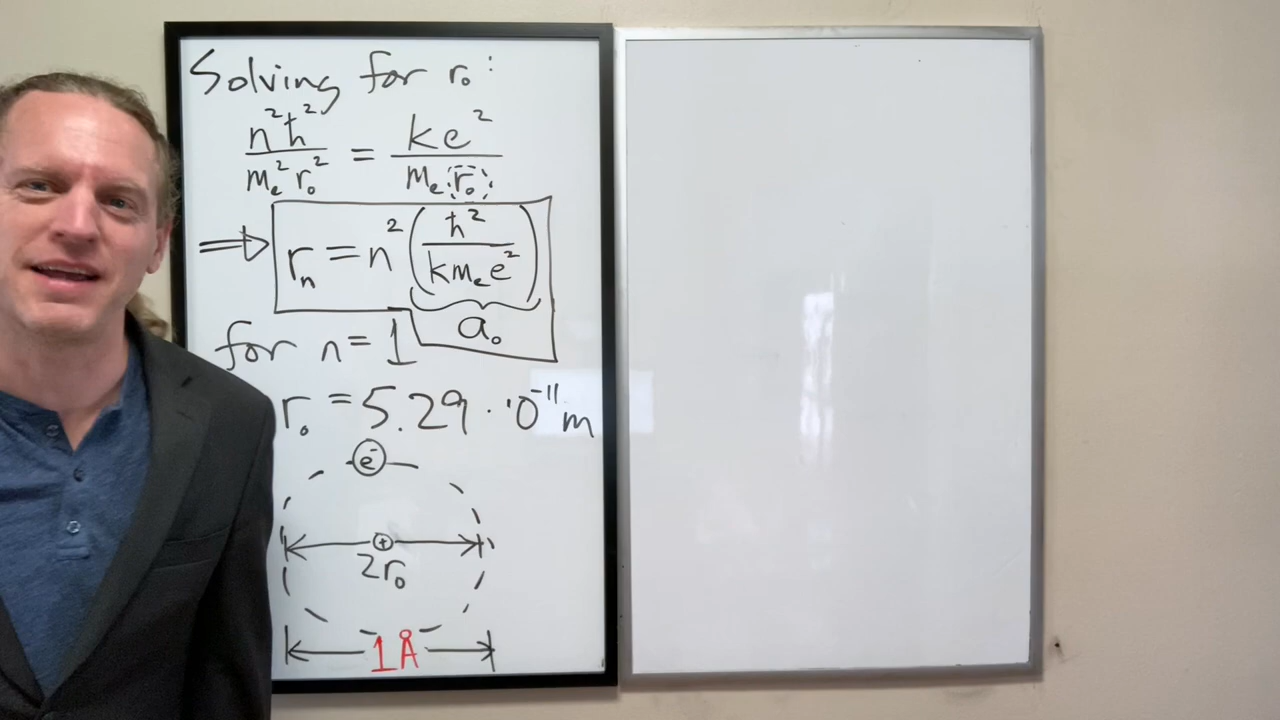 Solving for r₀:
n²ħ²/mₑ²r₀² = ke²/mₑr₀
⟹ rₙ = n²(ħ²/kmₑe²)
a₀
for n=1
r₀ = 5.29 · 10⁻¹¹ m
e⁻
+
2r₀
1Å